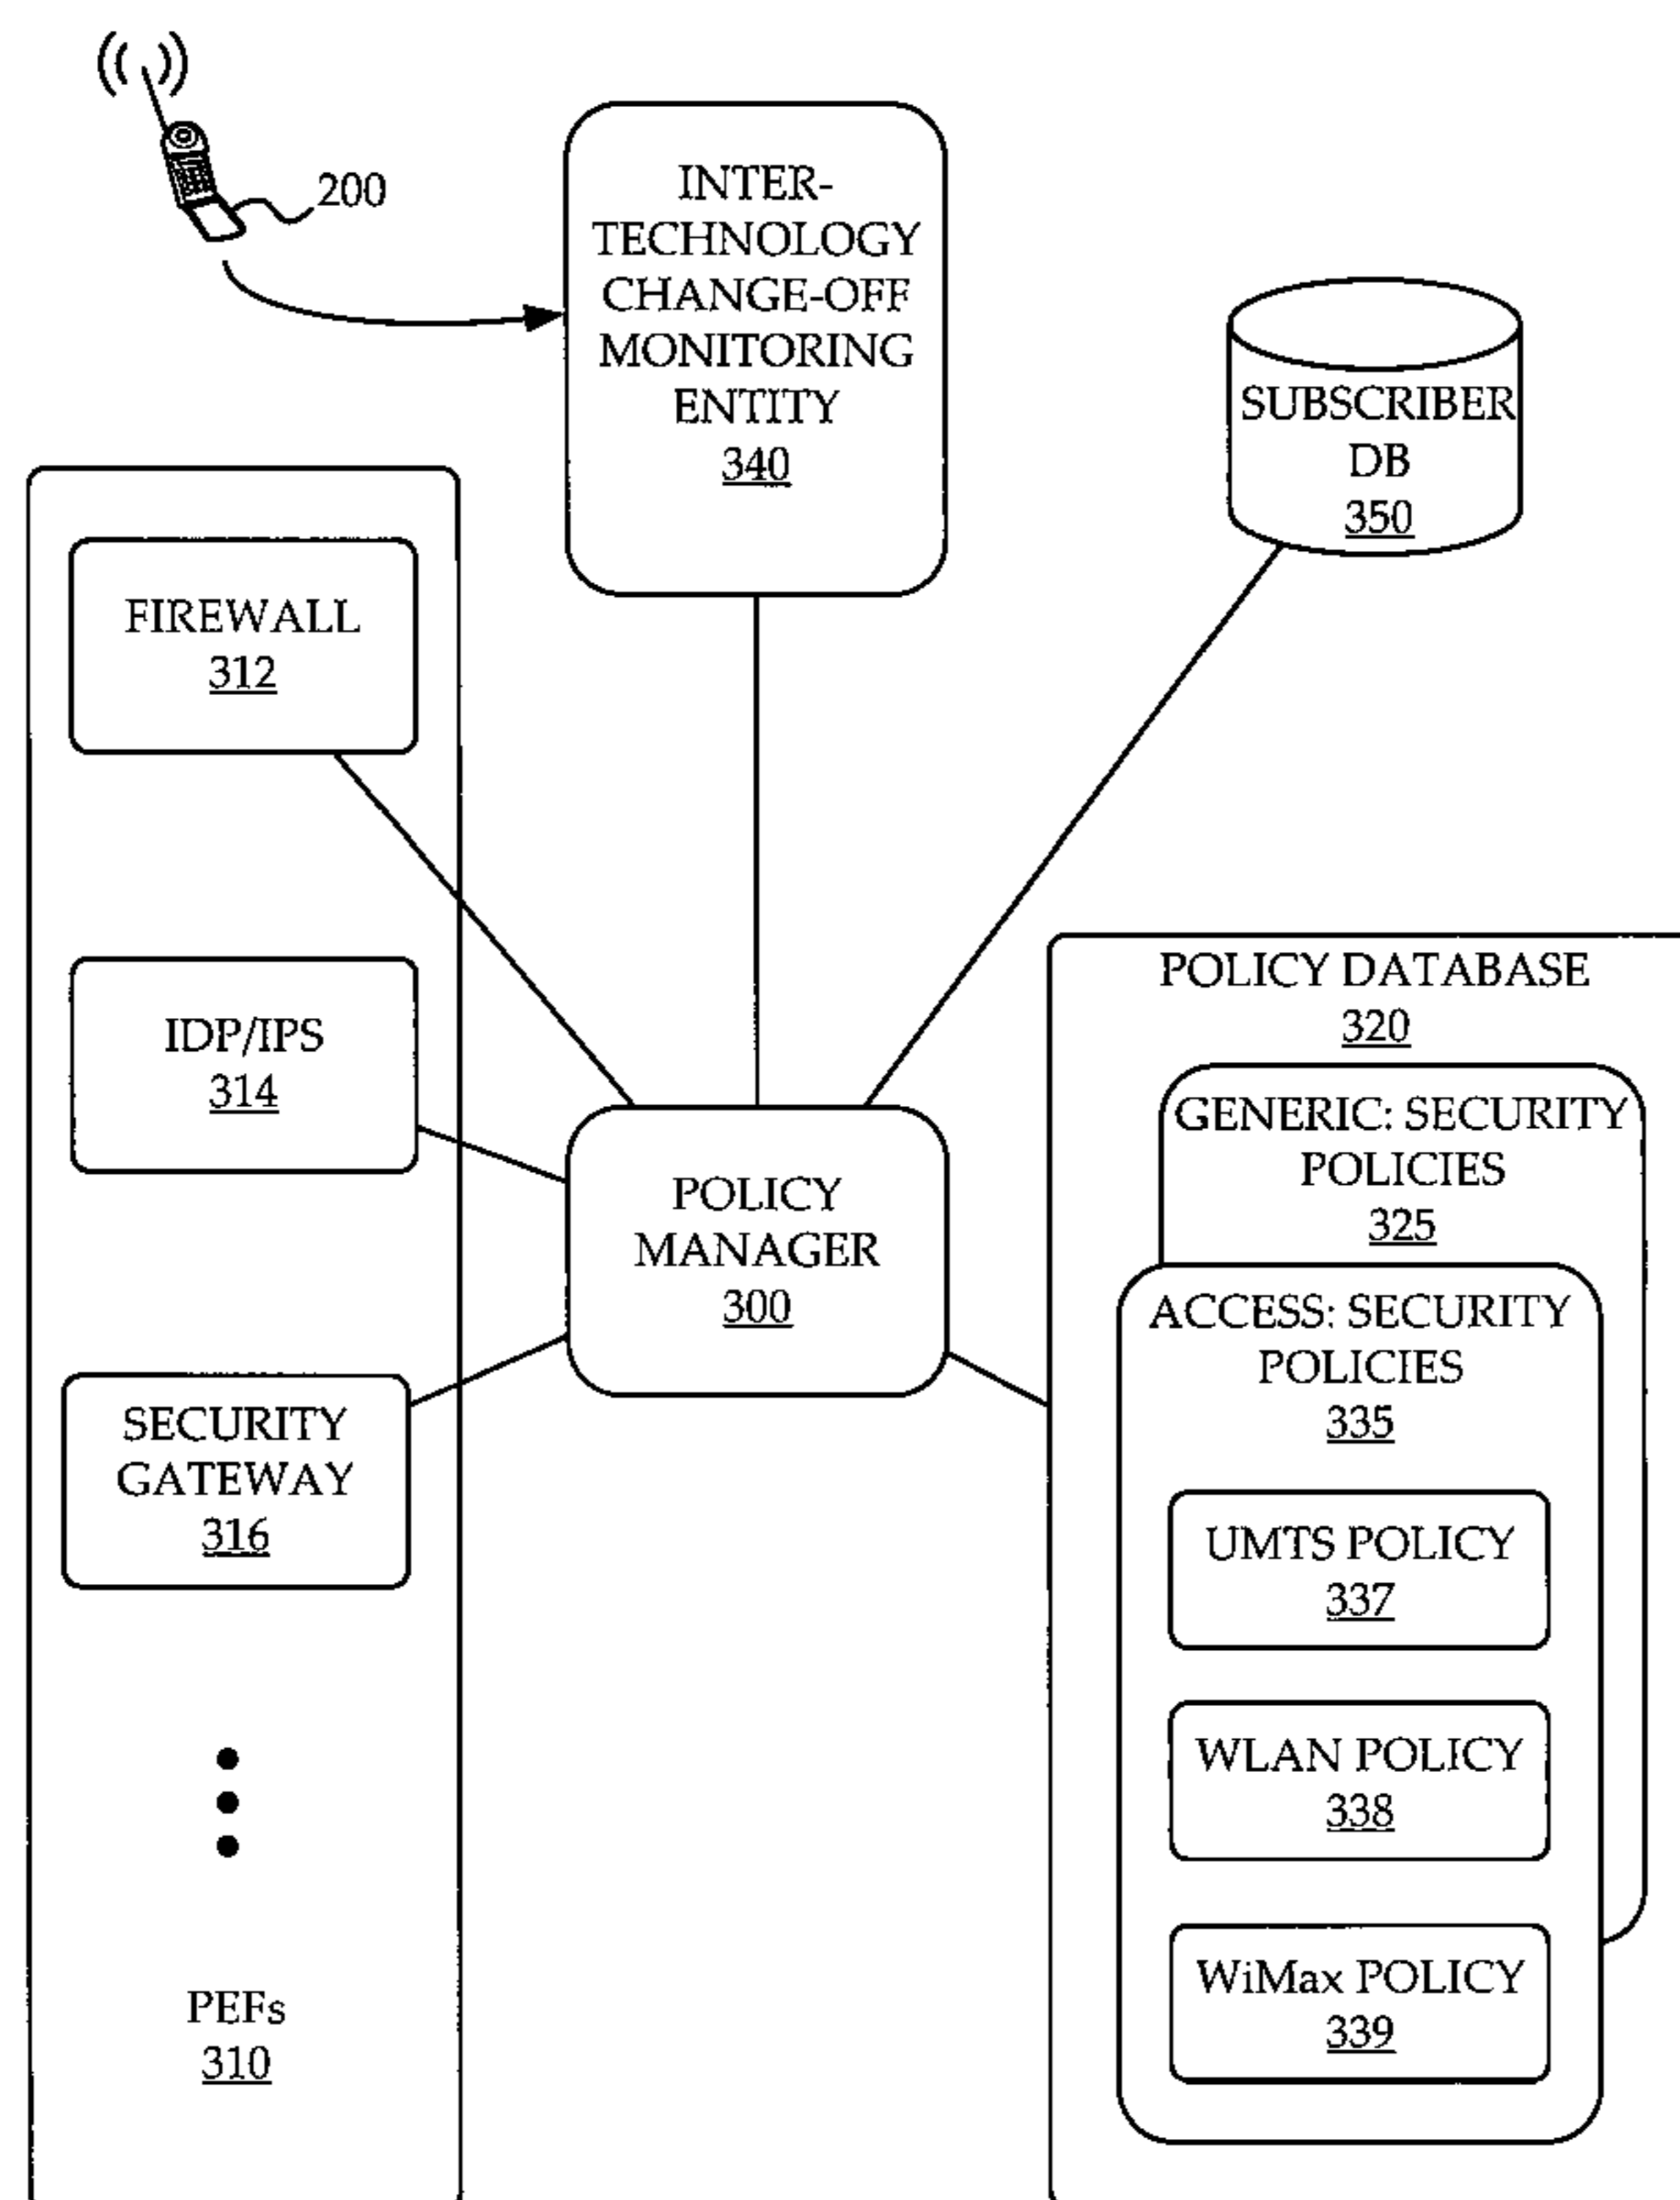 200
INTER-
TECHNOLOGY
CHANGE-OFF
MONITORING
ENTITY
340
SUBSCRIBER
DB
350
FIREWALL
312
IDP/IPS
314
SECURITY
GATEWAY
316
PEFs
310
POLICY
MANAGER
300
POLICY DATABASE
320
GENERIC: SECURITY
POLICIES
325
ACCESS: SECURITY
POLICIES
335
UMTS POLICY
337
WLAN POLICY
338
WiMax POLICY
339